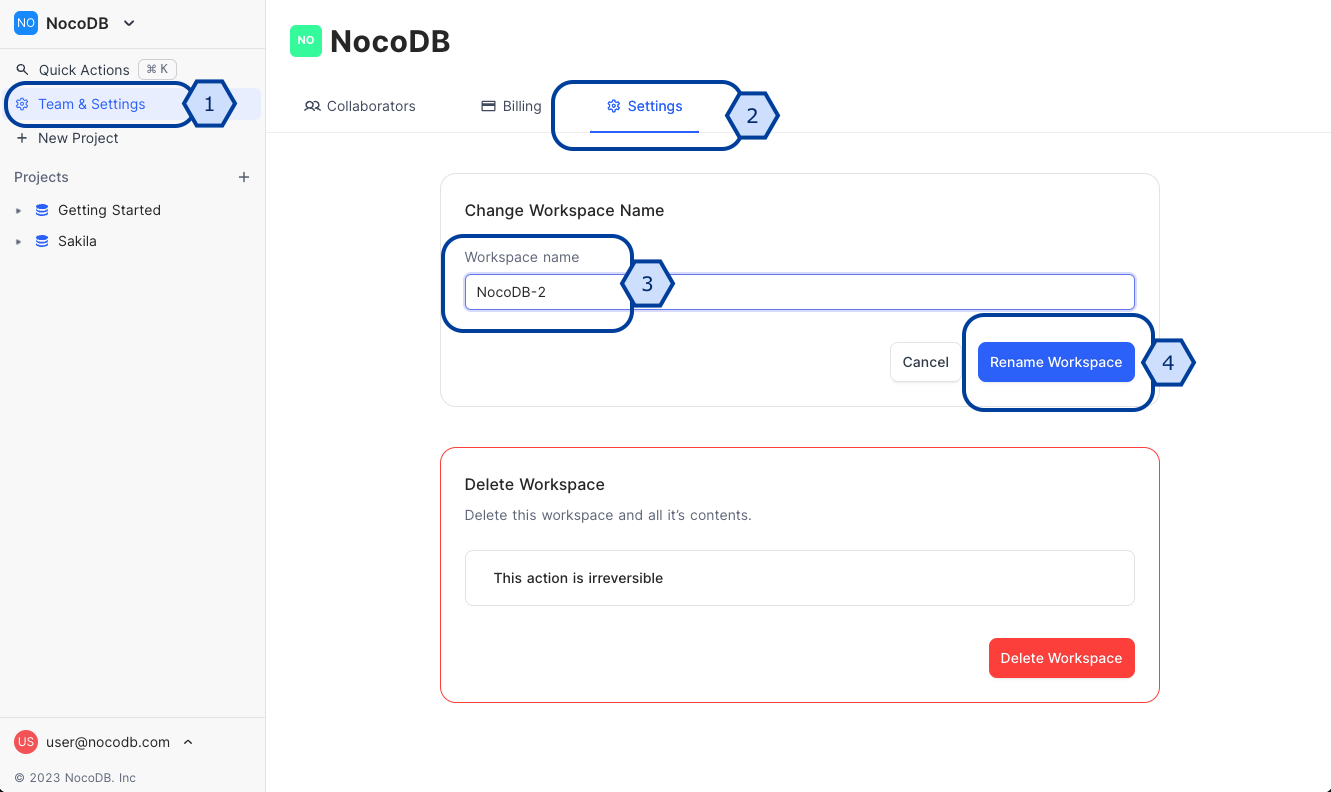 NO NocoDB
Quick Actions ⌘ K
Team & Settings 1
+ New Project
Projects +
Getting Started
Sakila
US user@nocodb.com
© 2023 NocoDB. Inc
NO NocoDB
Collaborators Billing Settings 2
Change Workspace Name
Workspace name
NocoDB-2 3
Cancel Rename Workspace 4
Delete Workspace
Delete this workspace and all it’s contents.
This action is irreversible
Delete Workspace